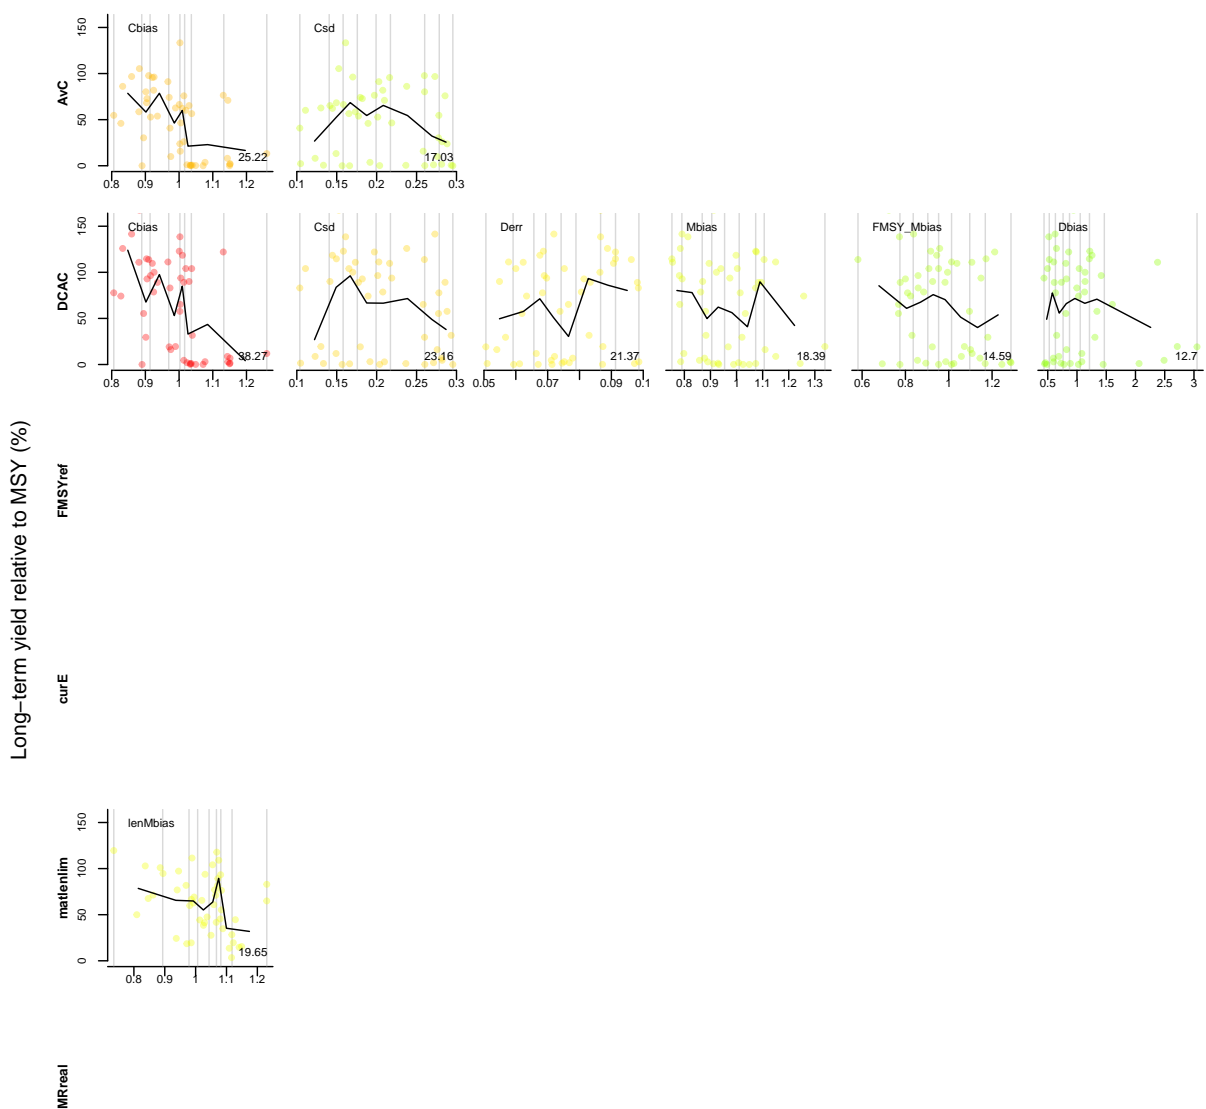 Long−term yield relative to MSY (%)
AvC
0 50 100 150
Cbias
25.22
0.8 0.9 1 1.1 1.2
Csd
17.03
0.1 0.15 0.2 0.25 0.3
DCAC
0 50 100 150
Cbias
38.27
0.8 0.9 1 1.1 1.2
Csd
23.16
0.1 0.15 0.2 0.25 0.3
Derr
21.37
0.05 0.07 0.09 0.1
Mbias
18.39
0.8 0.9 1 1.1 1.2 1.3
FMSY_Mbias
14.59
0.6 0.8 1 1.2
Dbias
12.7
0.5 1 1.5 2 2.5 3
FMSYref
curE
matlenlim
0 50 100 150
lenMbias
19.65
0.8 0.9 1 1.1 1.2
MRreal